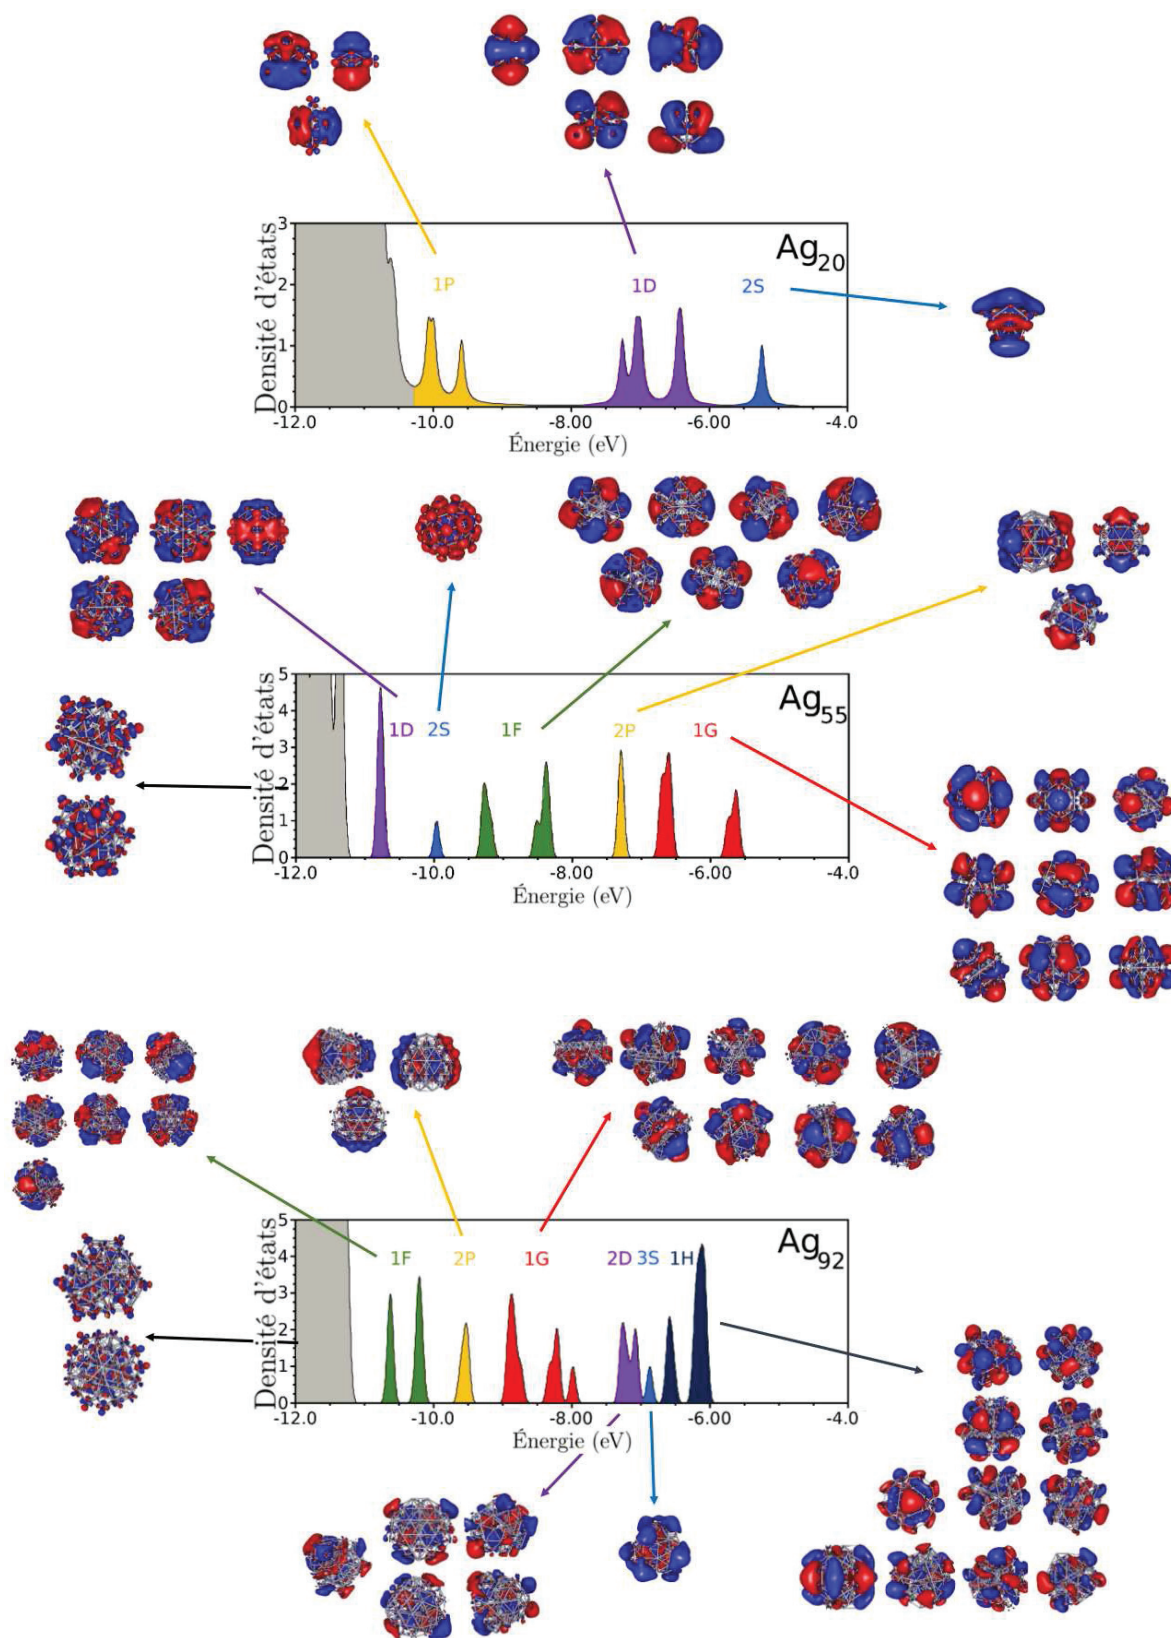 Densité d'états
3
2
1
0
1P
1D
2S
Ag20
-12.0
-10.0
-8.00
-6.00
-4.0
Énergie (eV)
Densité d'états
5
4
3
2
1
0
1D
2S
1F
2P
1G
Ag55
-12.0
-10.0
-8.00
-6.00
-4.0
Énergie (eV)
Densité d'états
5
4
3
2
1
0
1F
2P
1G
2D
3S
1H
Ag92
-12.0
-10.0
-8.00
-6.00
-4.0
Énergie (eV)